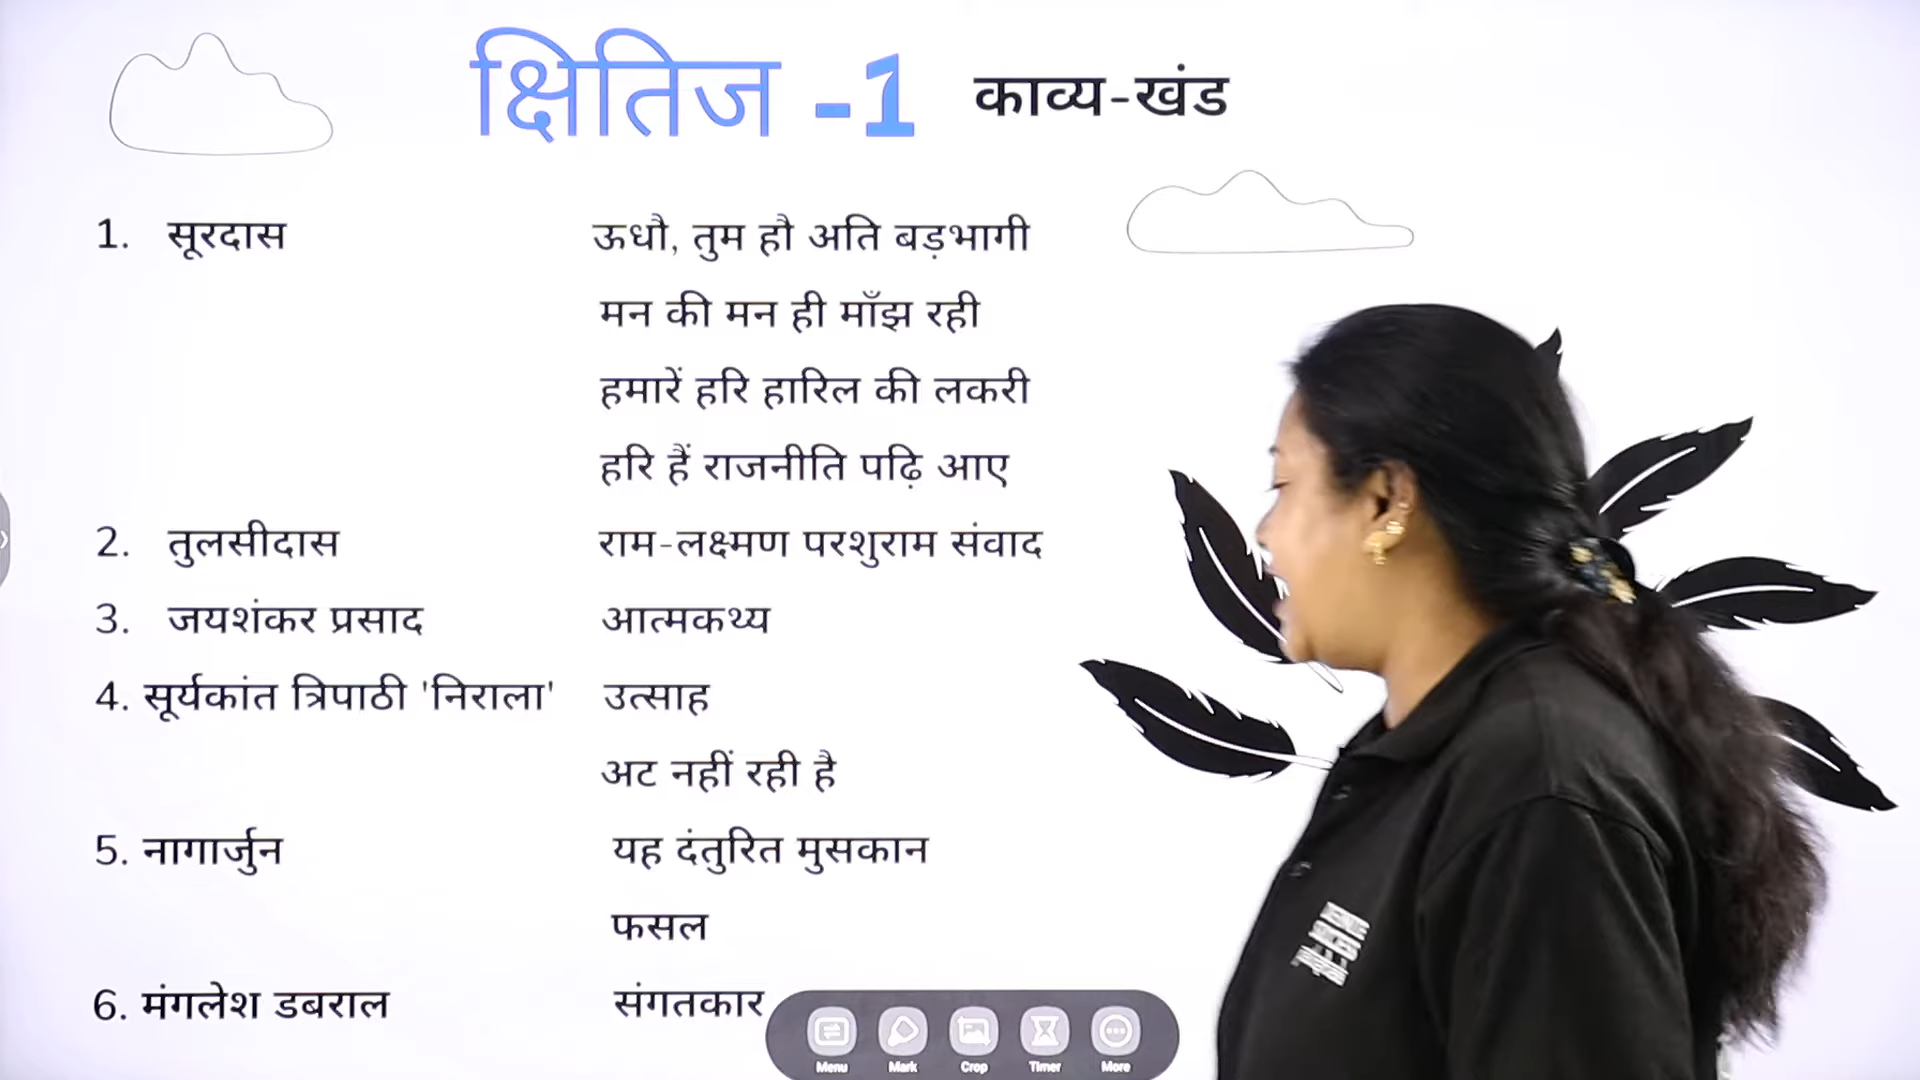 क्षितिज -1 काव्य-खंड
1. सूरदास ऊधौ, तुम हौ अति बड़भागी
मन की मन ही माँझ रही
हमारैं हरि हारिल की लकरी
हरि हैं राजनीति पढ़ि आए
2. तुलसीदास राम-लक्ष्मण परशुराम संवाद
3. जयशंकर प्रसाद आत्मकथ्य
4. सूर्यकांत त्रिपाठी 'निराला' उत्साह
अट नहीं रही है
5. नागार्जुन यह दंतुरित मुसकान
फसल
6. मंगलेश डबराल संगतकार
Menu Mark Crop Timer More